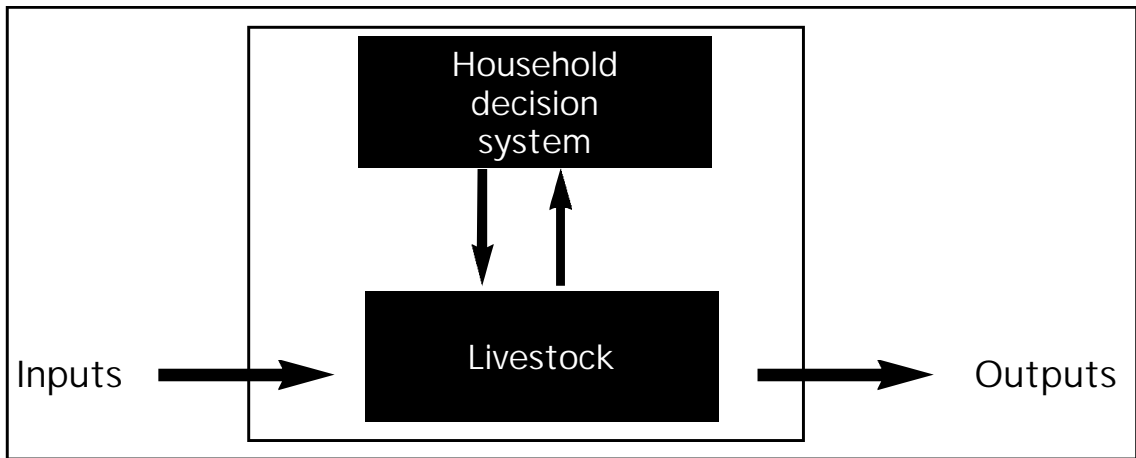 Household
decision
system
Livestock
Inputs
Outputs